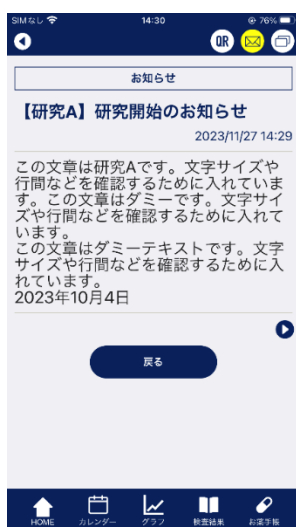 SIMなし 14:30 76%
QR
お知らせ
【研究A】研究開始のお知らせ
2023/11/27 14:29
この文章は研究Aです。文字サイズや
行間などを確認するために入れていま
す。この文章はダミーです。文字サイ
ズや行間などを確認するために入れて
います。
この文章はダミーテキストです。文字
サイズや行間などを確認するために入
れています。
2023年10月4日
戻る
HOME カレンダー グラフ 検査結果 お薬手帳